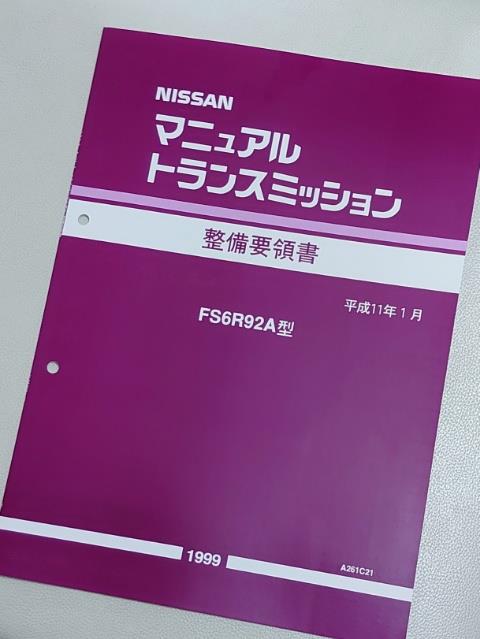 NISSAN
マニュアル
トランスミッション
整備要領書
平成11年1月
FS6R92A型
1999
A261C21